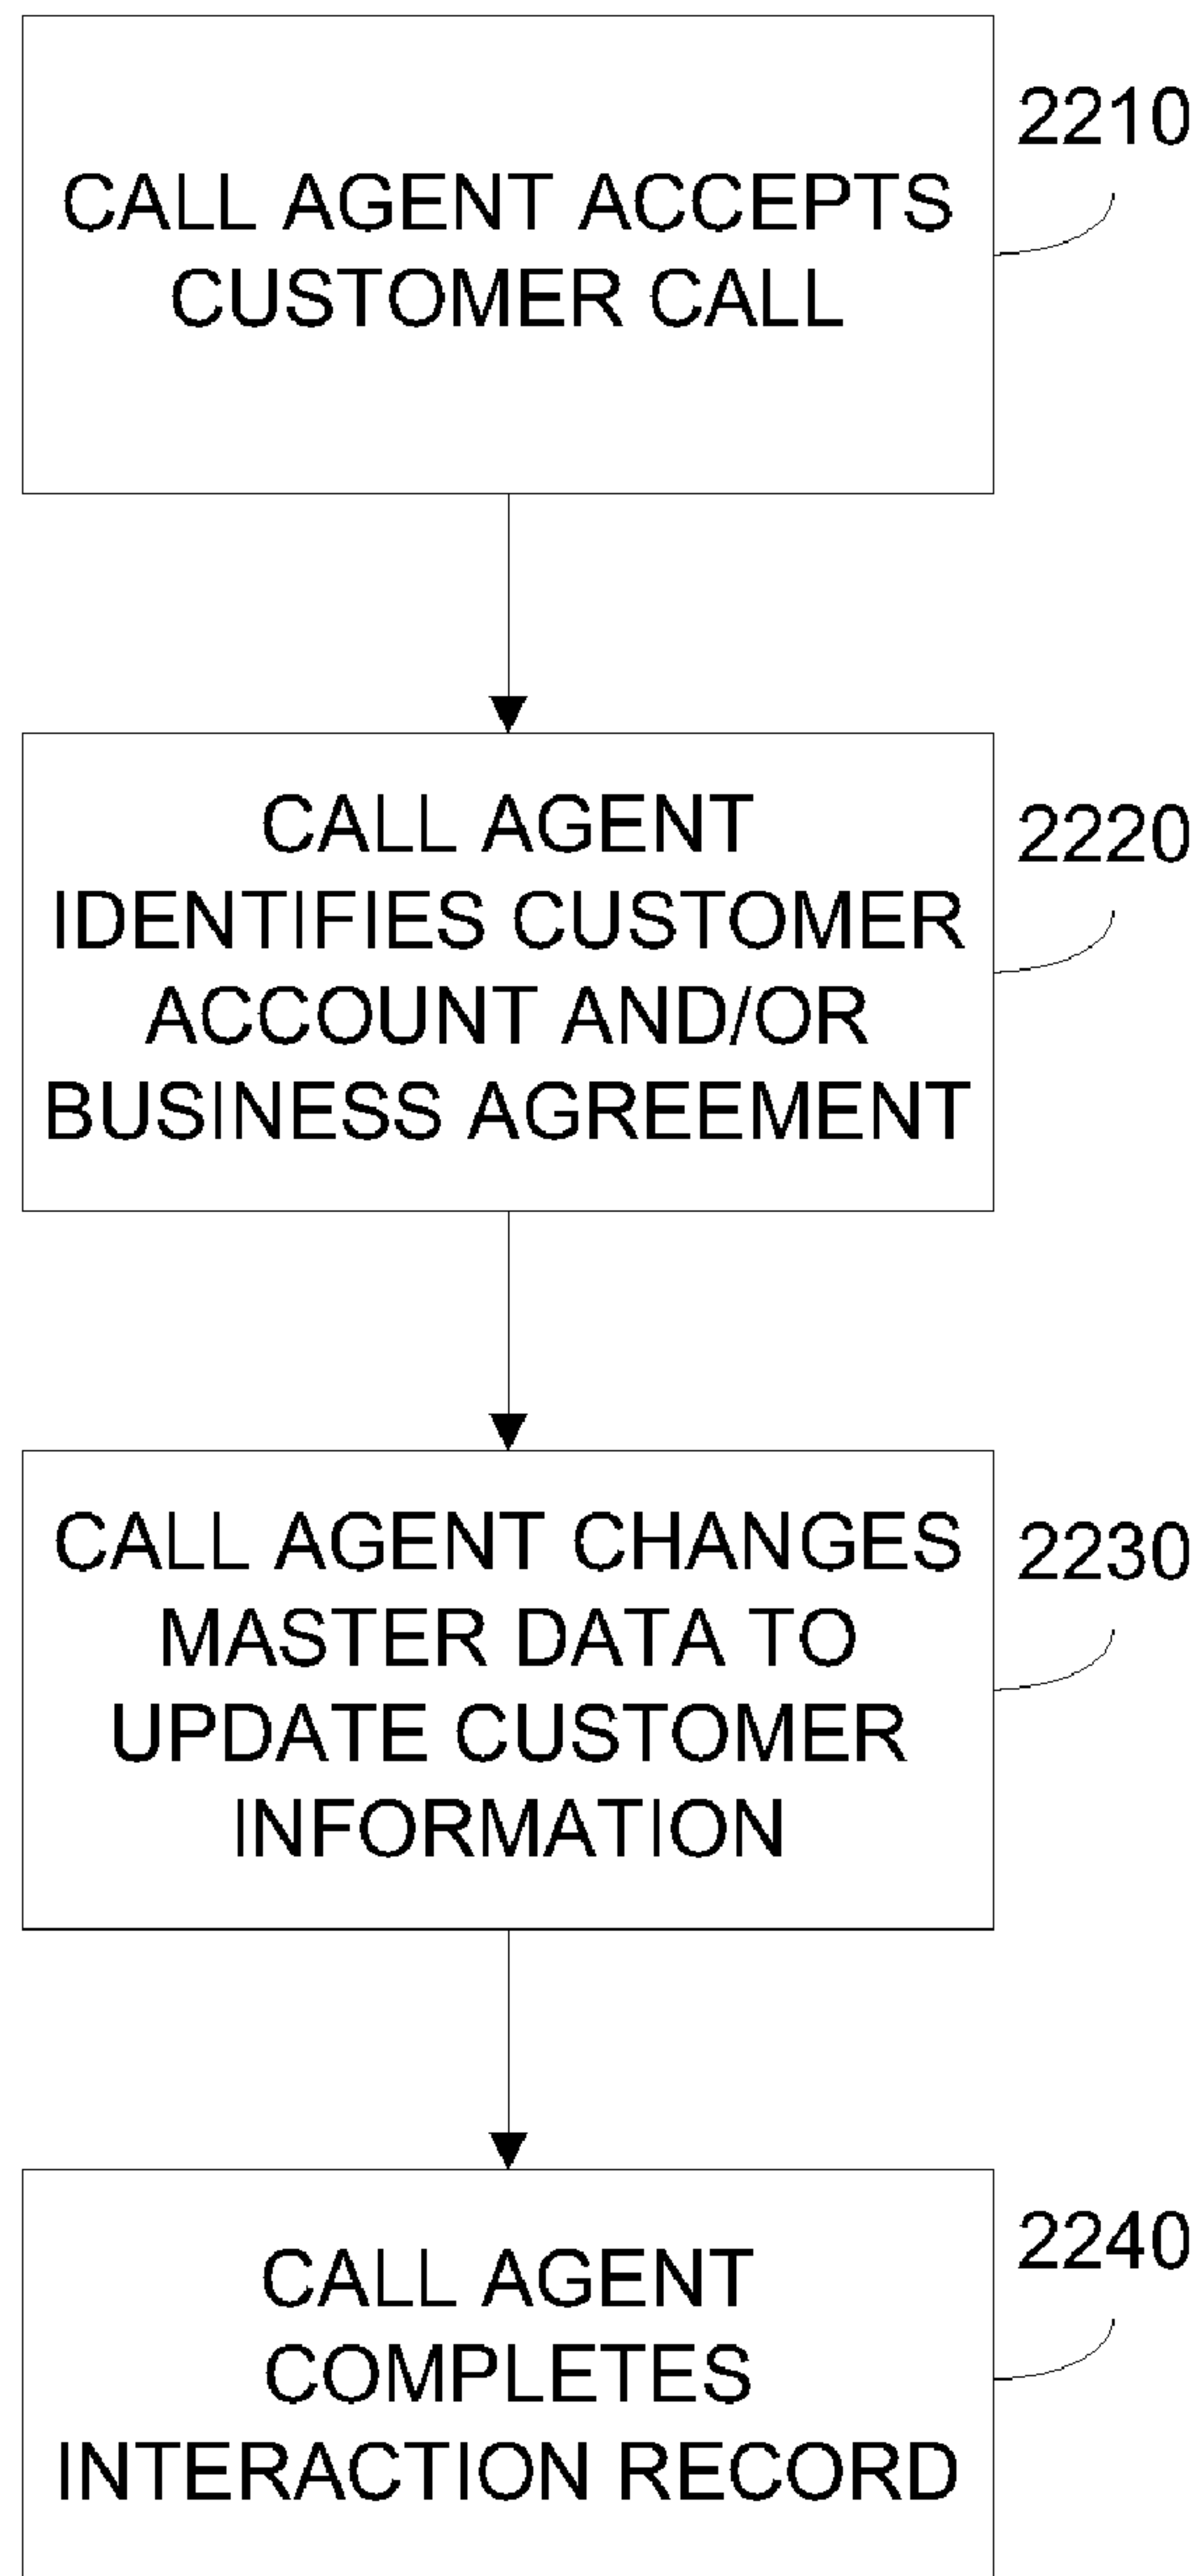 2210
CALL AGENT ACCEPTS
CUSTOMER CALL
2220
CALL AGENT
IDENTIFIES CUSTOMER
ACCOUNT AND/OR
BUSINESS AGREEMENT
2230
CALL AGENT CHANGES
MASTER DATA TO
UPDATE CUSTOMER
INFORMATION
2240
CALL AGENT
COMPLETES
INTERACTION RECORD